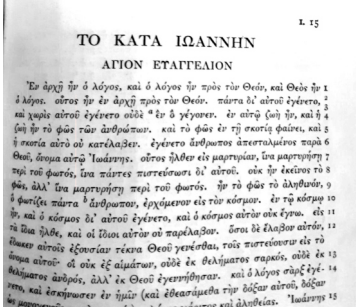 1. 15
ΤΟ ΚΑΤΑ ΙΩΑΝΝΗΝ
ΑΓΙΟΝ ΕΥΑΓΓΕΛΙΟΝ
Ἐν ἀρχῇ ἦν ὁ λόγος, καὶ ὁ λόγος ἦν πρὸς τὸν Θεόν, καὶ Θεὸς ἦν 1
ὁ λόγος. οὗτος ἦν ἐν ἀρχῇ πρὸς τὸν Θεόν. πάντα δι' αὐτοῦ ἐγένετο, 2 3
καὶ χωρὶς αὐτοῦ ἐγένετο οὐδὲ ᵃἓν ὃ γέγονεν. ἐν αὐτῷ ζωὴ ἦν, καὶ ἡ 4
ζωὴ ἦν τὸ φῶς τῶν ἀνθρώπων. καὶ τὸ φῶς ἐν τῇ σκοτίᾳ φαίνει, καὶ 5
ἡ σκοτία αὐτὸ οὐ κατέλαβεν. ἐγένετο ἄνθρωπος ἀπεσταλμένος παρὰ 6
Θεοῦ, ὄνομα αὐτῷ Ἰωάννης. οὗτος ἦλθεν εἰς μαρτυρίαν, ἵνα μαρτυρήσῃ 7
περὶ τοῦ φωτός, ἵνα πάντες πιστεύσωσι δι' αὐτοῦ. οὐκ ἦν ἐκεῖνος τὸ 8
φῶς, ἀλλ' ἵνα μαρτυρήσῃ περὶ τοῦ φωτός. ἦν τὸ φῶς τὸ ἀληθινόν, 9
ὃ φωτίζει πάντα ᵇἄνθρωπον, ἐρχόμενον εἰς τὸν κόσμον. ἐν τῷ κόσμῳ 10
ἦν, καὶ ὁ κόσμος δι' αὐτοῦ ἐγένετο, καὶ ὁ κόσμος αὐτὸν οὐκ ἔγνω. εἰς 11
τὰ ἴδια ἦλθε, καὶ οἱ ἴδιοι αὐτὸν οὐ παρέλαβον. ὅσοι δὲ ἔλαβον αὐτόν, 12
ἔδωκεν αὐτοῖς ἐξουσίαν τέκνα Θεοῦ γενέσθαι, τοῖς πιστεύουσιν εἰς τὸ
ὄνομα αὐτοῦ· οἳ οὐκ ἐξ αἱμάτων, οὐδὲ ἐκ θελήματος σαρκός, οὐδὲ ἐκ 13
θελήματος ἀνδρός, ἀλλ' ἐκ Θεοῦ ἐγεννήθησαν. καὶ ὁ λόγος σὰρξ ἐγέ- 14
νετο, καὶ ἐσκήνωσεν ἐν ἡμῖν (καὶ ἐθεασάμεθα τὴν δόξαν αὐτοῦ, δόξαν
ἀληθείας. Ἰωάννης 15